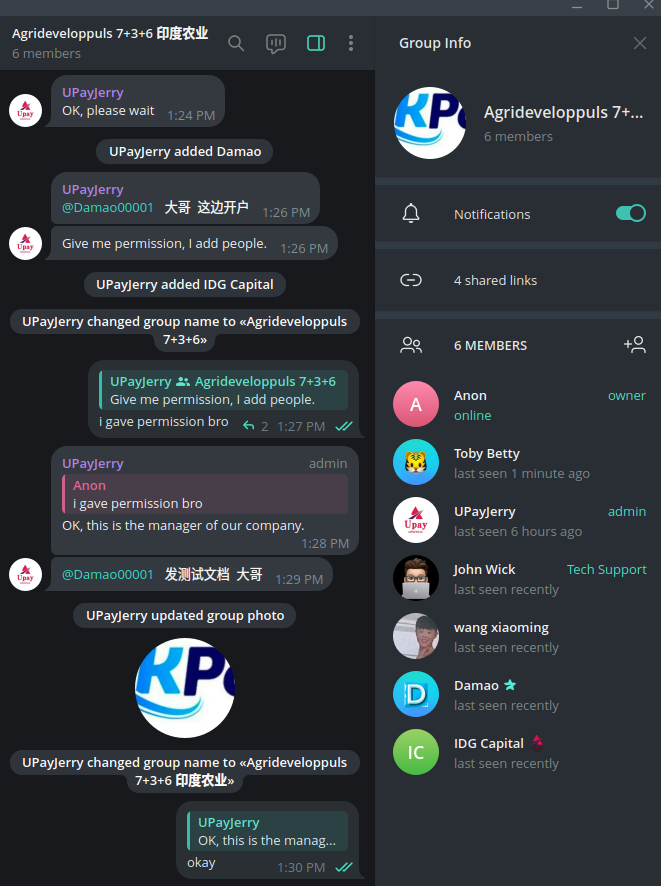 Agrideveloppuls 7+3+6 印度农业
6 members
UPayJerry
OK, please wait 1:24 PM
Upay
UPayJerry added Damao
UPayJerry
@Damao00001 大哥 这边开户 1:26 PM
Give me permission, I add people. 1:26 PM
Upay
UPayJerry added IDG Capital
UPayJerry changed group name to «Agrideveloppuls
7+3+6»
UPayJerry Agrideveloppuls 7+3+6
Give me permission, I add people.
i gave permission bro 2 1:27 PM
UPayJerry admin
Anon
i gave permission bro
OK, this is the manager of our company.
1:28 PM
@Damao00001 发测试文档 大哥 1:29 PM
Upay
UPayJerry updated group photo
KPo
UPayJerry changed group name to «Agrideveloppuls
7+3+6 印度农业»
UPayJerry
OK, this is the manag...
okay 1:30 PM
Group Info
KPo
Agrideveloppuls 7+...
6 members
Notifications
4 shared links
6 MEMBERS
A
Anon owner
online
Toby Betty
last seen 1 minute ago
Upay
UPayJerry admin
last seen 6 hours ago
John Wick Tech Support
last seen recently
wang xiaoming
last seen recently
D
Damao
last seen recently
IC
IDG Capital
last seen recently